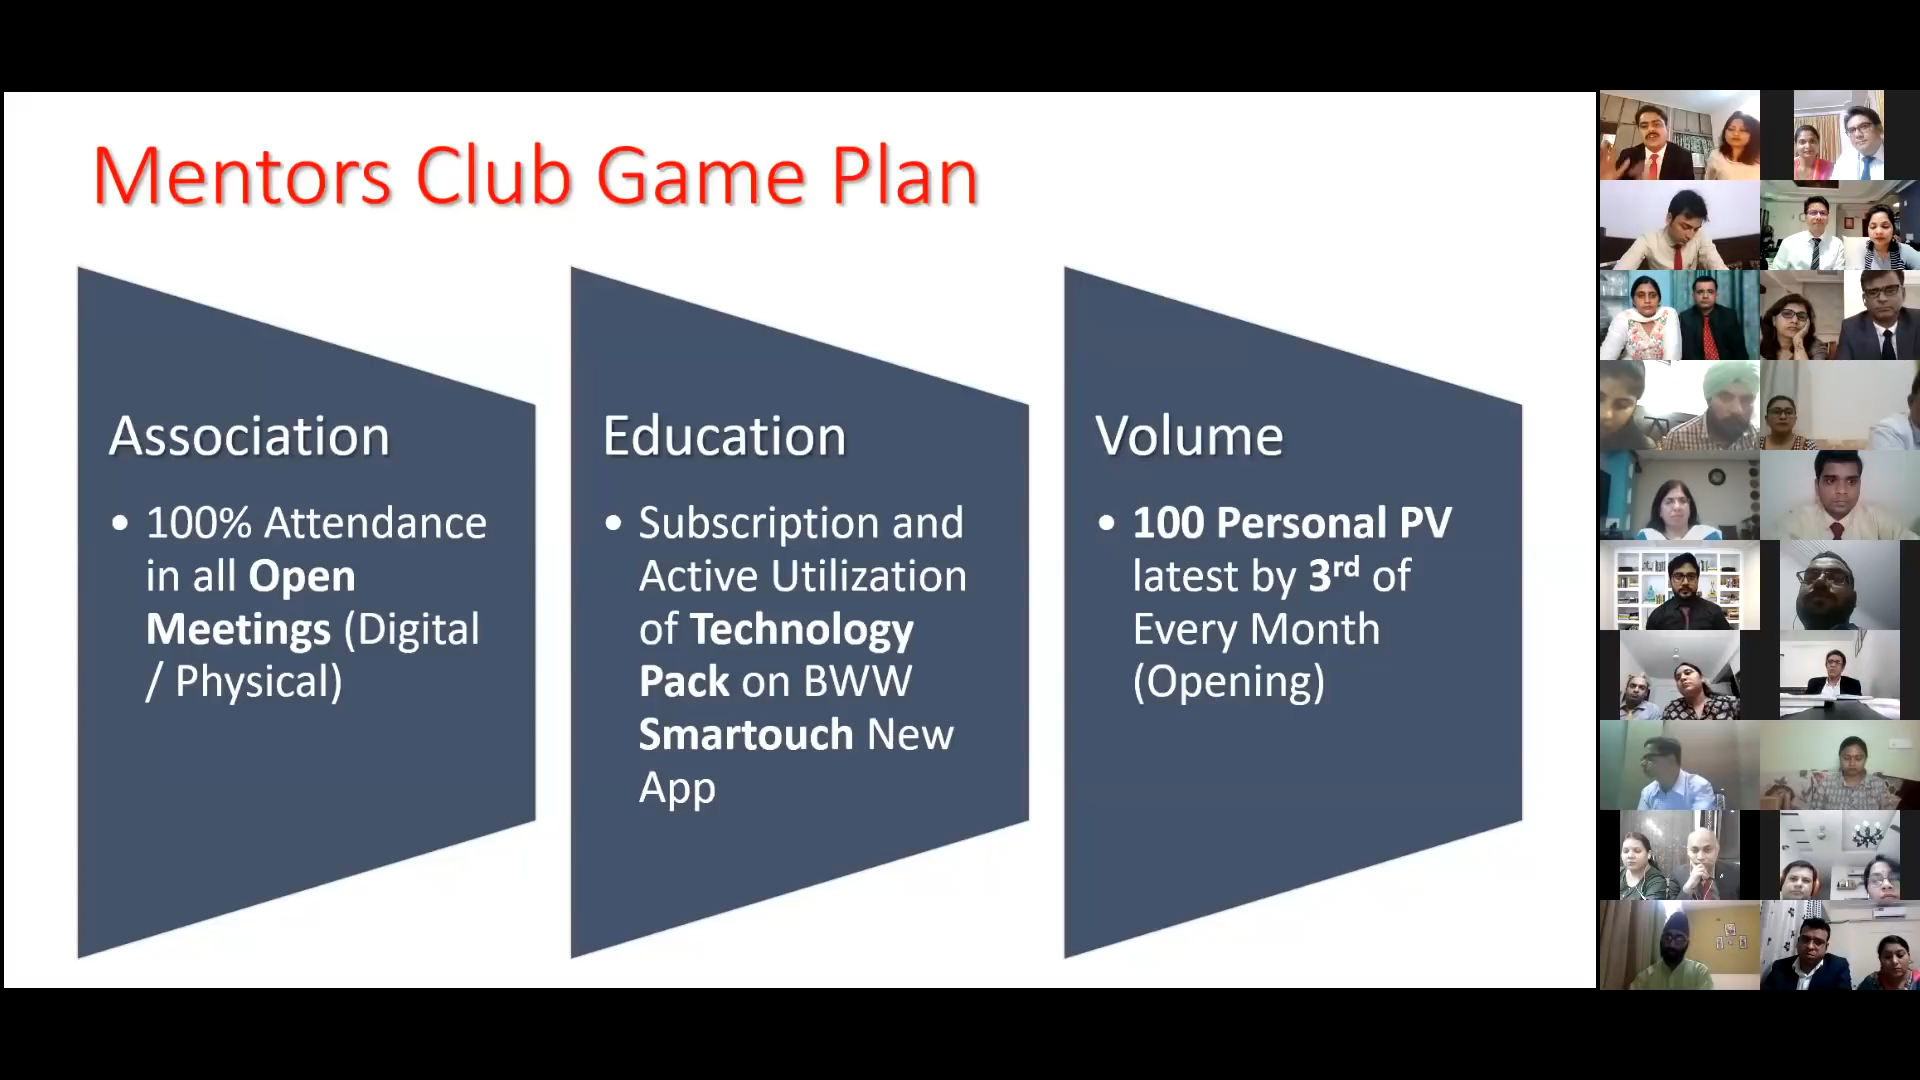 Mentors Club Game Plan
Association
• 100% Attendance
in all Open
Meetings (Digital
/ Physical)
Education
• Subscription and
Active Utilization
of Technology
Pack on BWW
Smartouch New
App
Volume
• 100 Personal PV
latest by 3rd of
Every Month
(Opening)